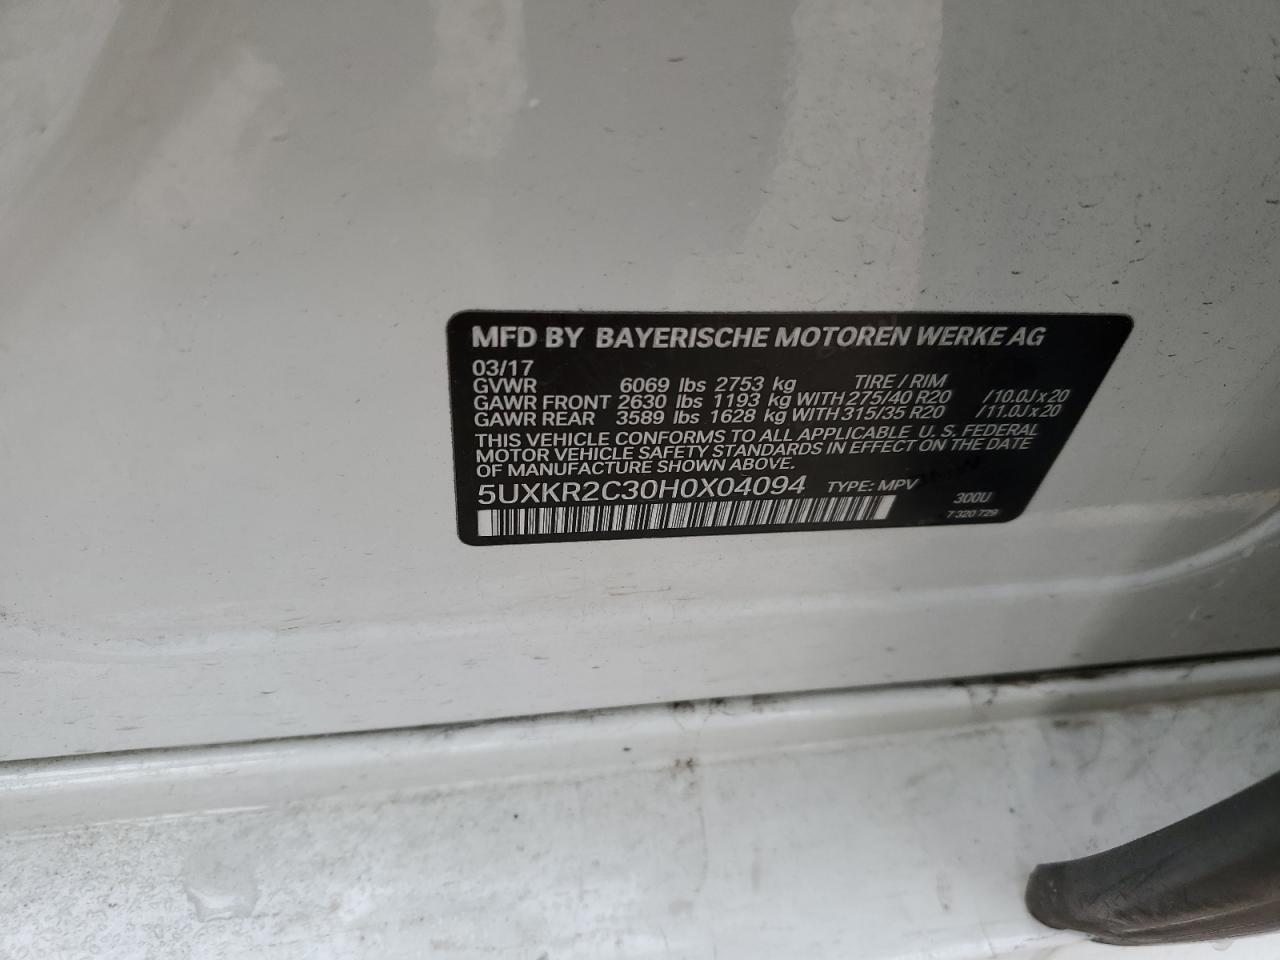 MFD BY BAYERISCHE MOTOREN WERKE AG
03/17
GVWR 6069 lbs 2753 kg TIRE / RIM
GAWR FRONT 2630 lbs 1193 kg WITH 275/40 R20 /10.0J x 20
GAWR REAR 3589 lbs 1628 kg WITH 315/35 R20 /11.0J x 20
THIS VEHICLE CONFORMS TO ALL APPLICABLE U.S. FEDERAL
MOTOR VEHICLE SAFETY STANDARDS IN EFFECT ON THE DATE
OF MANUFACTURE SHOWN ABOVE.
5UXKR2C30H0X04094 TYPE: MPV
300U
7 320 729